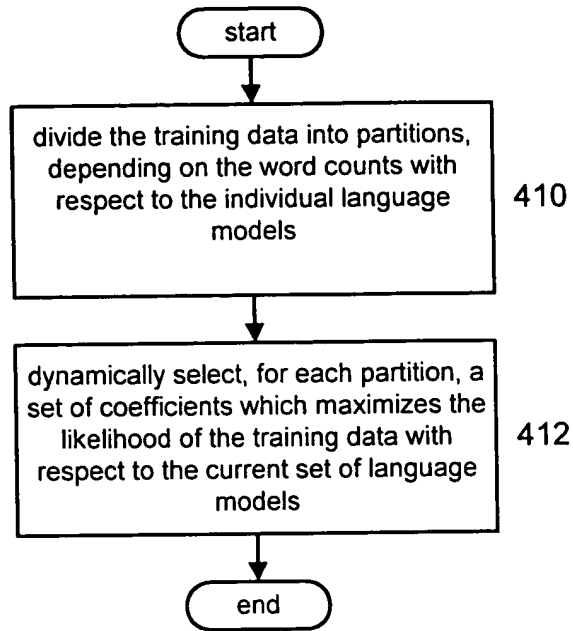 start
divide the training data into partitions,
depending on the word counts with
respect to the individual language
models
410
dynamically select, for each partition, a
set of coefficients which maximizes the
likelihood of the training data with
respect to the current set of language
models
412
end